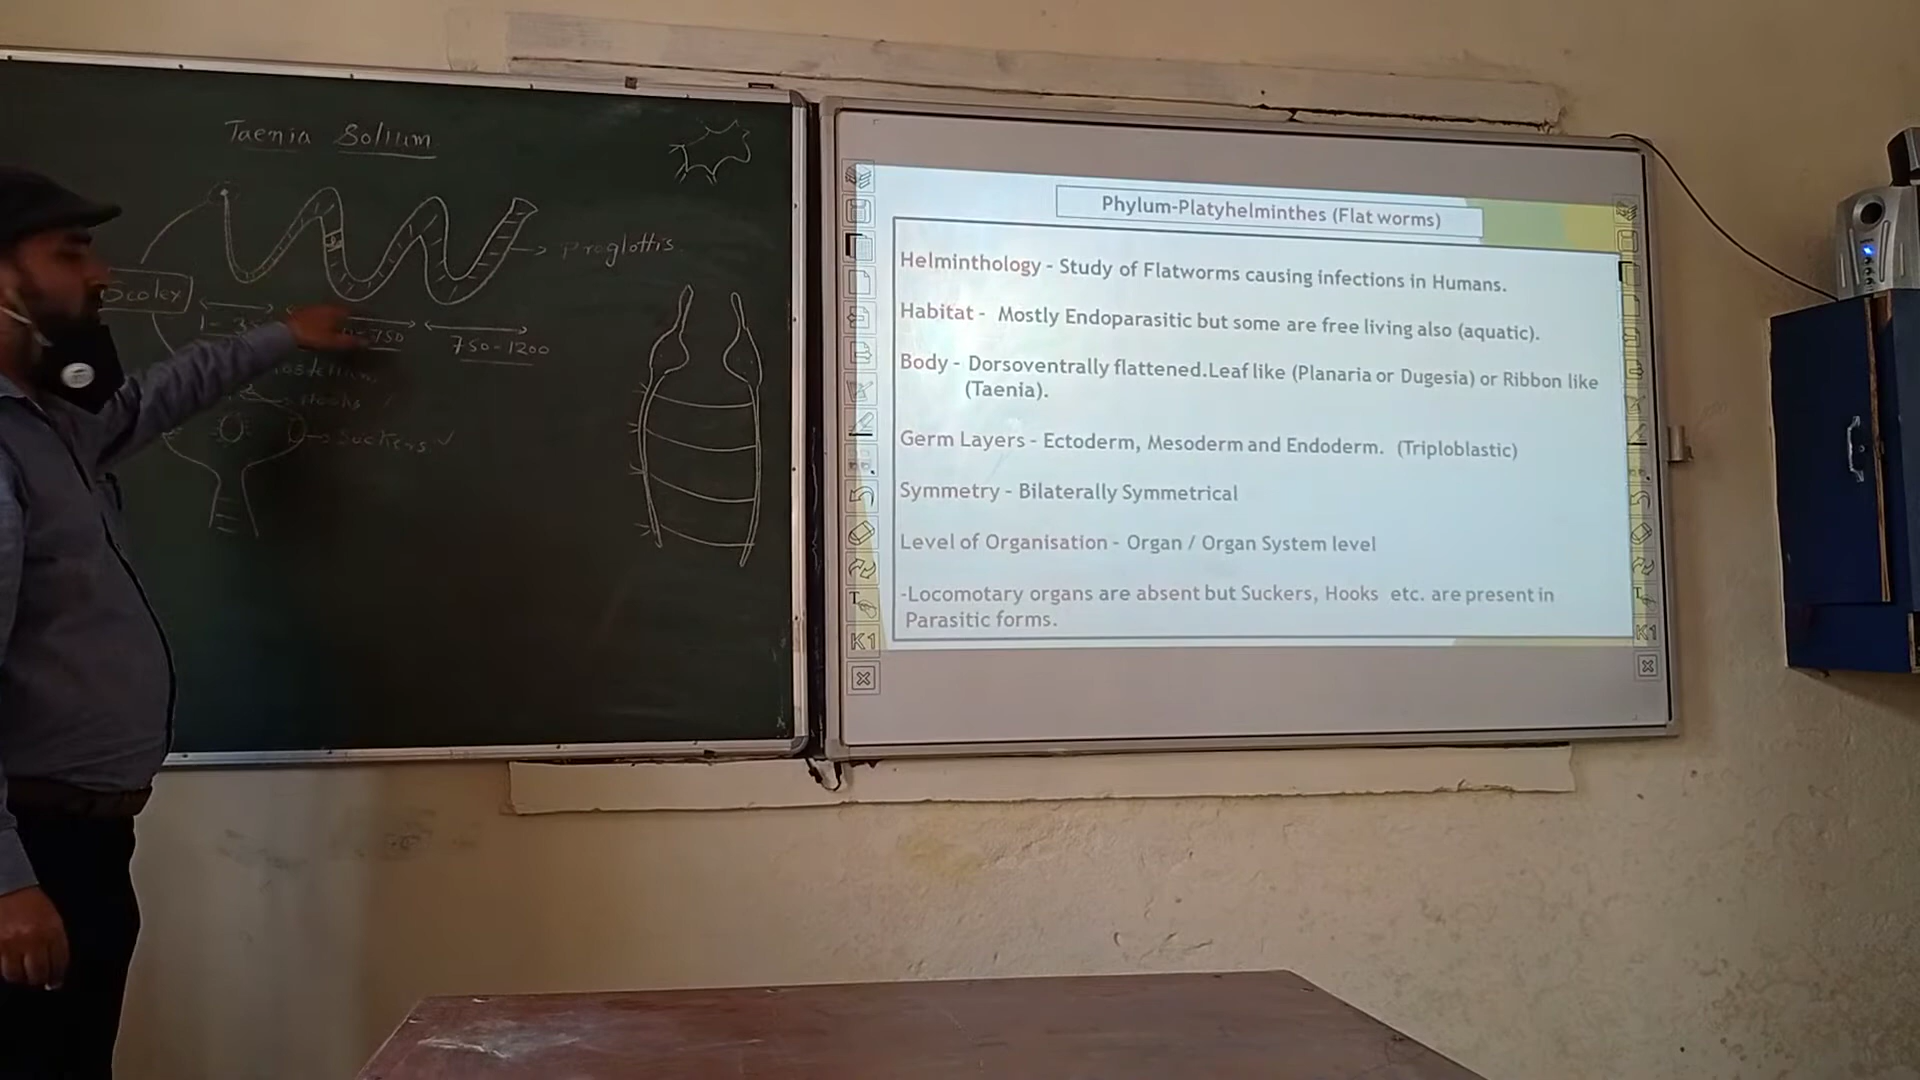 Taenia Solium
Proglottis
Scolex
750-1200
Hooks
Suckers
Phylum-Platyhelminthes (Flat worms)
Helminthology - Study of Flatworms causing infections in Humans.
Habitat - Mostly Endoparasitic but some are free living also (aquatic).
Body - Dorsoventrally flattened.Leaf like (Planaria or Dugesia) or Ribbon like
(Taenia).
Germ Layers - Ectoderm, Mesoderm and Endoderm. (Triploblastic)
Symmetry - Bilaterally Symmetrical
Level of Organisation - Organ / Organ System level
-Locomotary organs are absent but Suckers, Hooks etc. are present in
Parasitic forms.
K1
K1